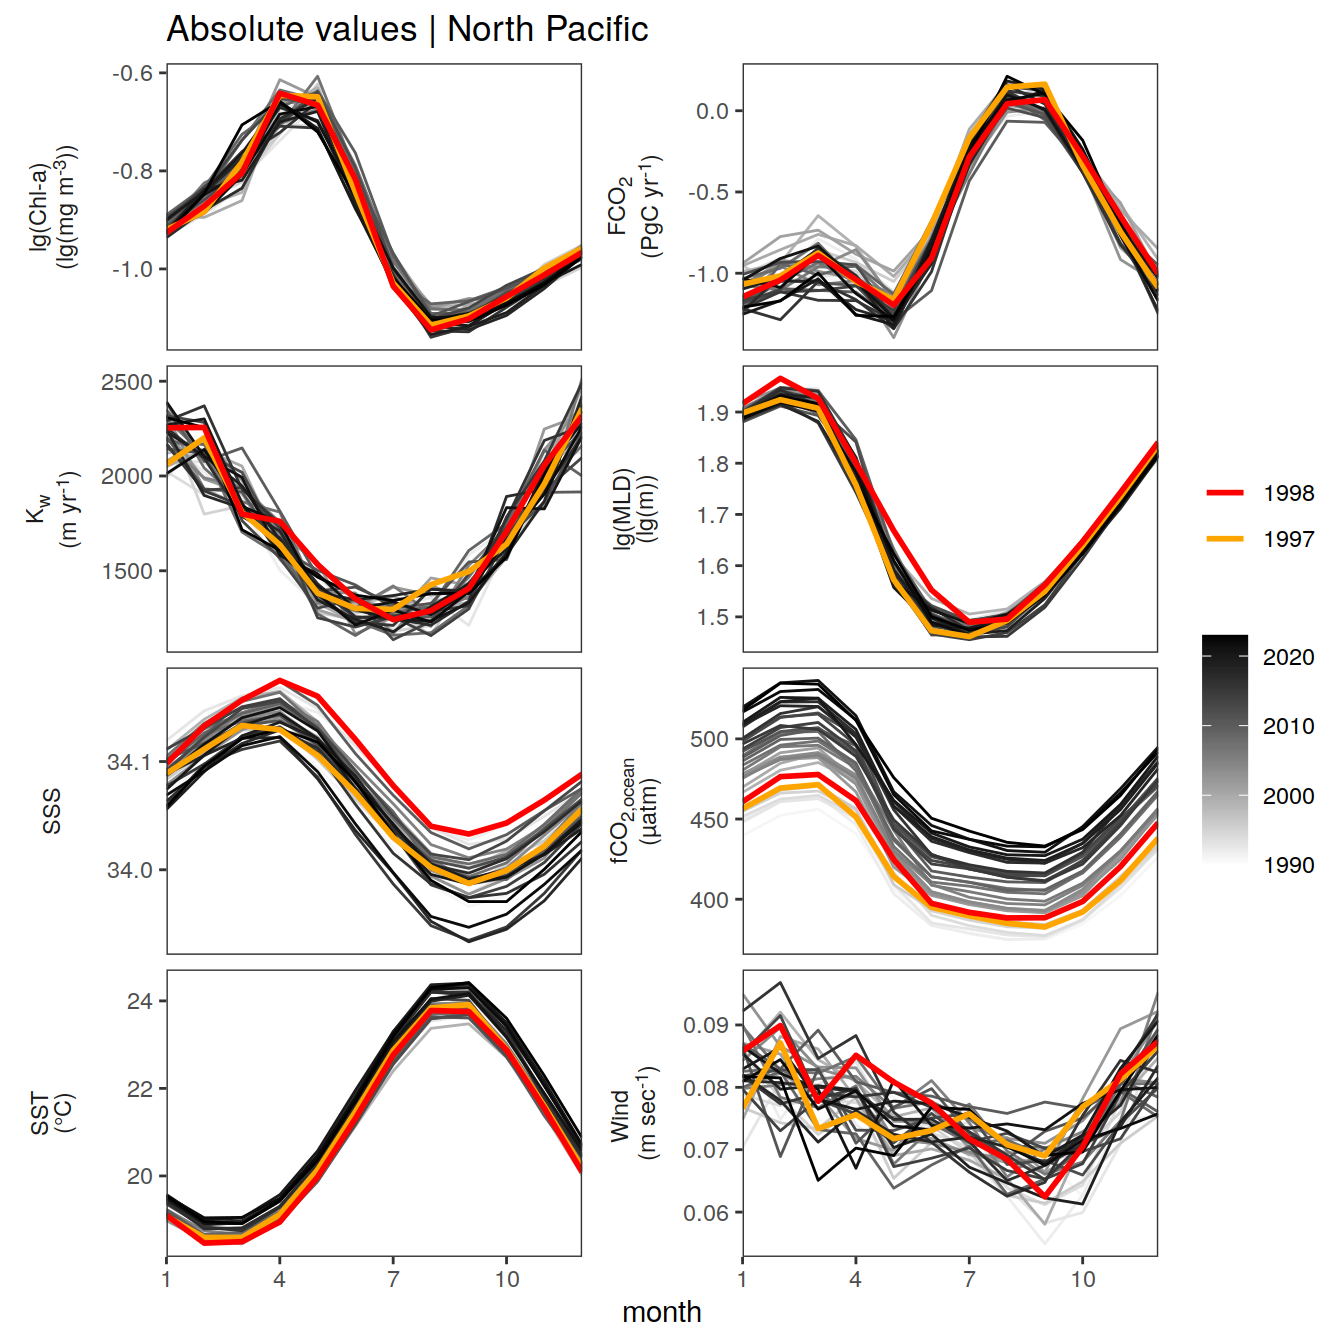 Absolute values | North Pacific
lg(Chl-a)
(lg(mg m-3))
-0.6
-0.8
-1.0
FCO2
(PgC yr-1)
0.0
-0.5
-1.0
Kw
(m yr-1)
2500
2000
1500
lg(MLD)
(lg(m))
1.9
1.8
1.7
1.6
1.5
SSS
34.1
34.0
fCO2,ocean
(µatm)
500
450
400
SST
(°C)
24
22
20
Wind
(m sec-1)
0.09
0.08
0.07
0.06
1 4 7 10
1 4 7 10
month
1998
1997
2020
2010
2000
1990